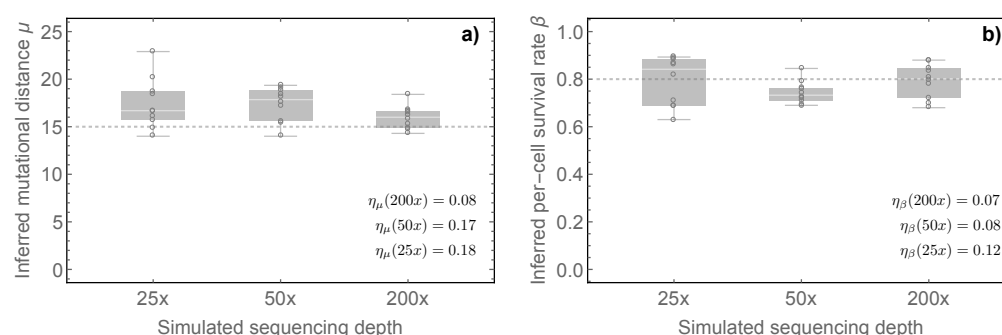 a)
Inferred mutational distance μ
25
20
15
10
5
0
η_μ(200x) = 0.08
η_μ(50x) = 0.17
η_μ(25x) = 0.18
25x 50x 200x
Simulated sequencing depth
b)
Inferred per-cell survival rate β
1.0
0.8
0.6
0.4
0.2
0.0
η_β(200x) = 0.07
η_β(50x) = 0.08
η_β(25x) = 0.12
25x 50x 200x
Simulated sequencing depth